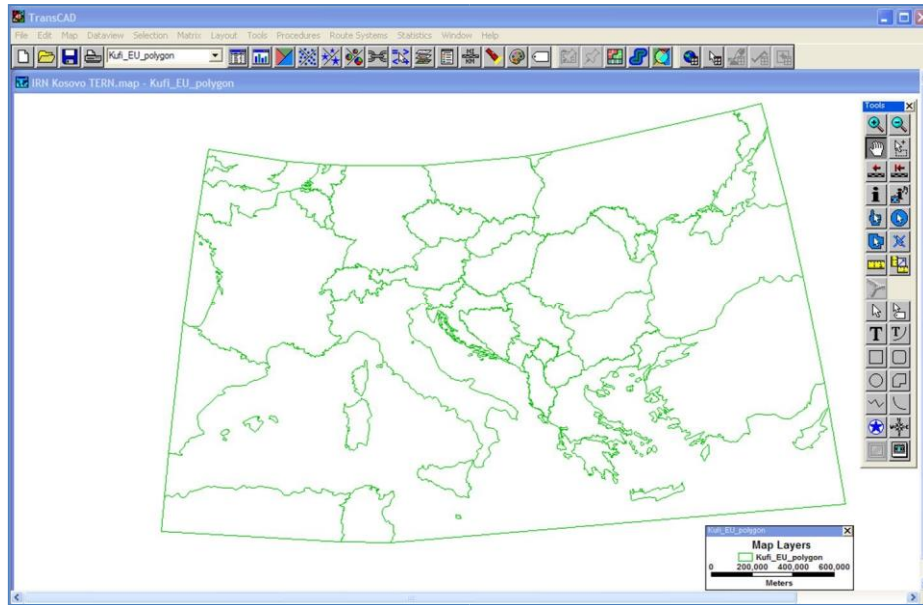 TransCAD
File Edit Map Dataview Selection Matrix Layout Tools Procedures Route Systems Statistics Window Help
Kufi_EU_polygon
IRN Kosovo TERN.map - Kufi_EU_polygon
Tools
Kufi_EU_polygon
Map Layers
Kufi_EU_polygon
0 200,000 400,000 600,000
Meters